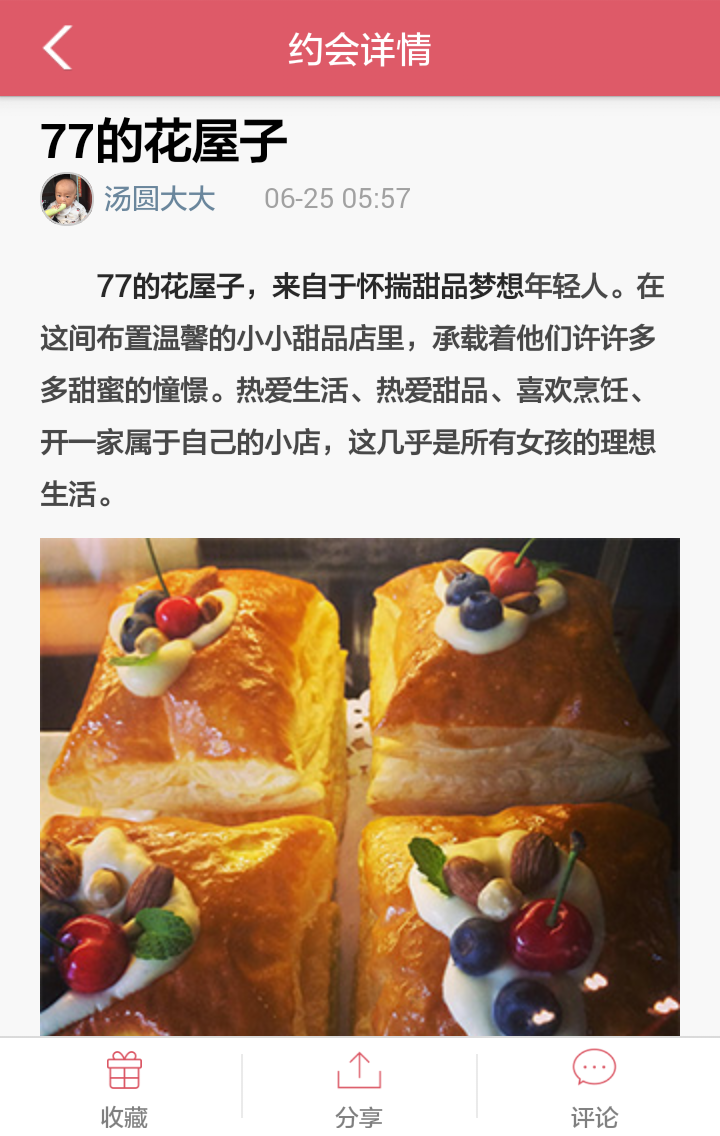 约会详情
77的花屋子
汤圆大大 06-25 05:57
77的花屋子，来自于怀揣甜品梦想年轻人。在
这间布置温馨的小小甜品店里，承载着他们许许多
多甜蜜的憧憬。热爱生活、热爱甜品、喜欢烹饪、
开一家属于自己的小店，这几乎是所有女孩的理想
生活。
收藏 分享 评论